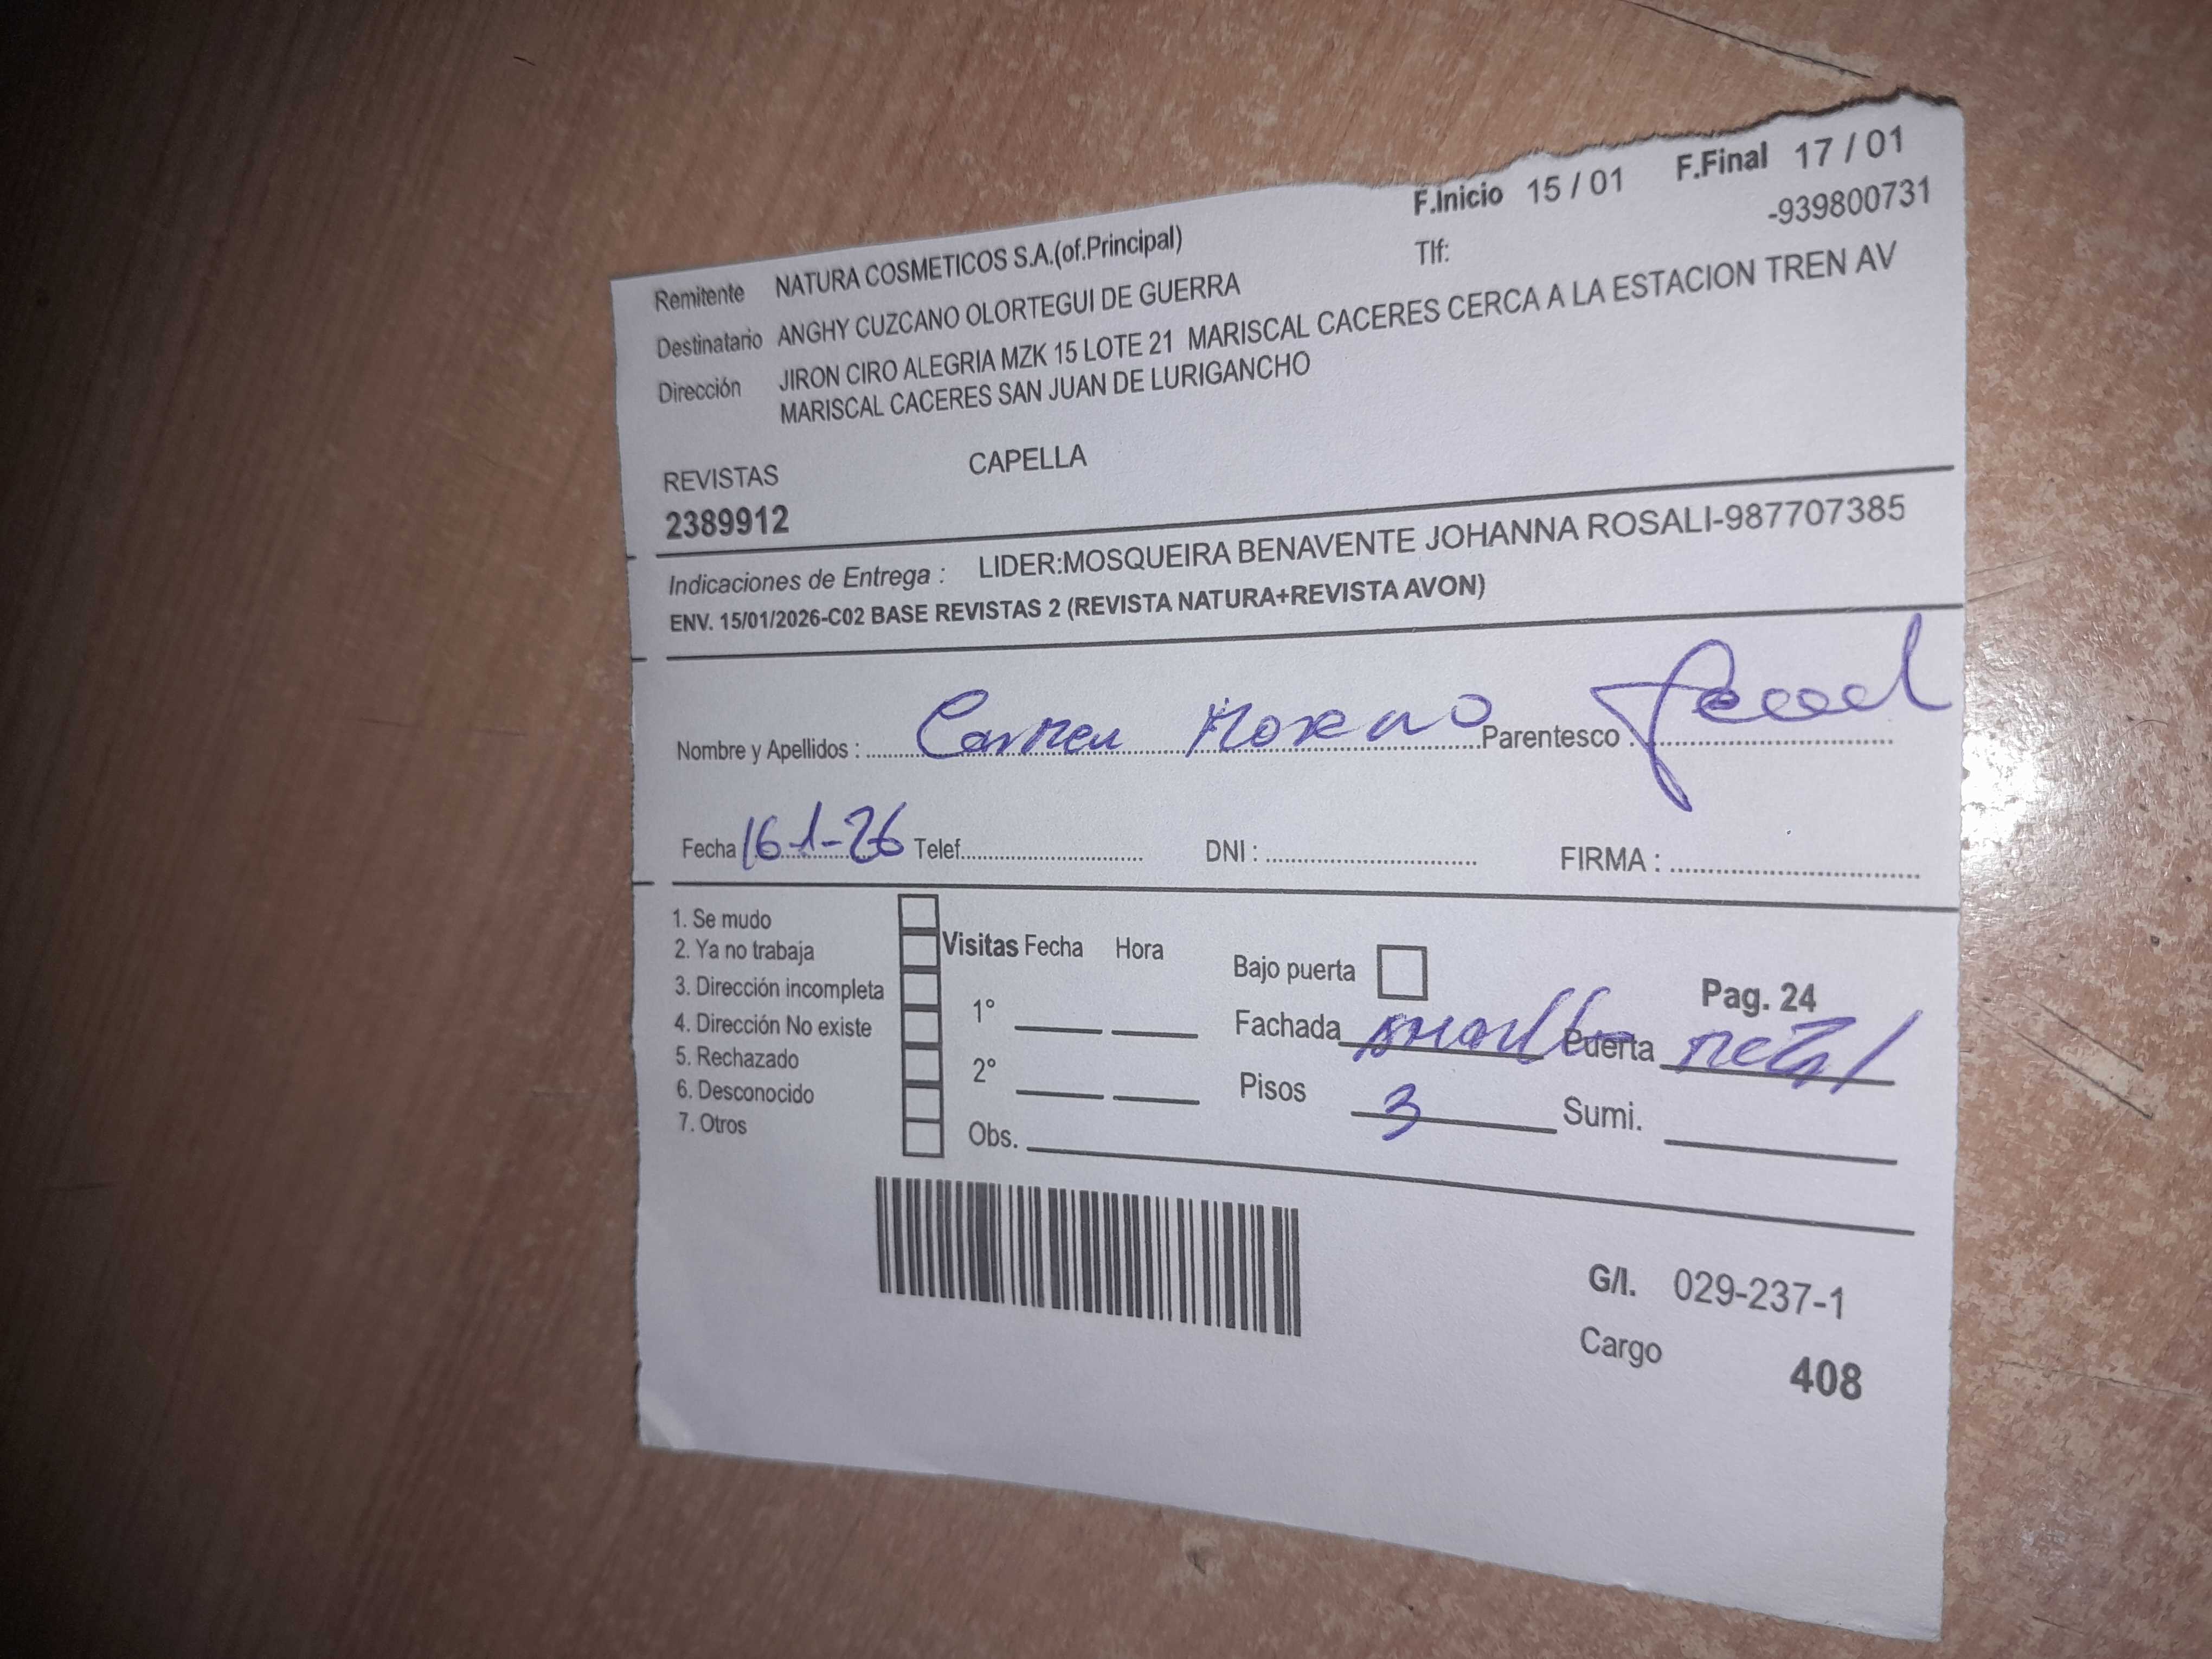 F.Inicio 15 / 01 F.Final 17 / 01
Remitente NATURA COSMETICOS S.A.(of.Principal) Tlf: -939800731
Destinatario ANGHY CUZCANO OLORTEGUI DE GUERRA
Dirección JIRON CIRO ALEGRIA MZK 15 LOTE 21 MARISCAL CACERES CERCA A LA ESTACION TREN AV
MARISCAL CACERES SAN JUAN DE LURIGANCHO
REVISTAS CAPELLA
2389912
Indicaciones de Entrega : LIDER:MOSQUEIRA BENAVENTE JOHANNA ROSALI-987707385
ENV. 15/01/2026-C02 BASE REVISTAS 2 (REVISTA NATURA+REVISTA AVON)
Nombre y Apellidos : Carmen Moreno Parentesco :
Fecha 16-1-26 Telef. DNI : FIRMA :
1. Se mudo
2. Ya no trabaja
3. Dirección incompleta
4. Dirección No existe
5. Rechazado
6. Desconocido
7. Otros
Visitas Fecha Hora
1°
2°
Obs.
Bajo puerta
Pag. 24
Fachada Puerta metal
Pisos 3 Sumi.
G/I. 029-237-1
Cargo 408